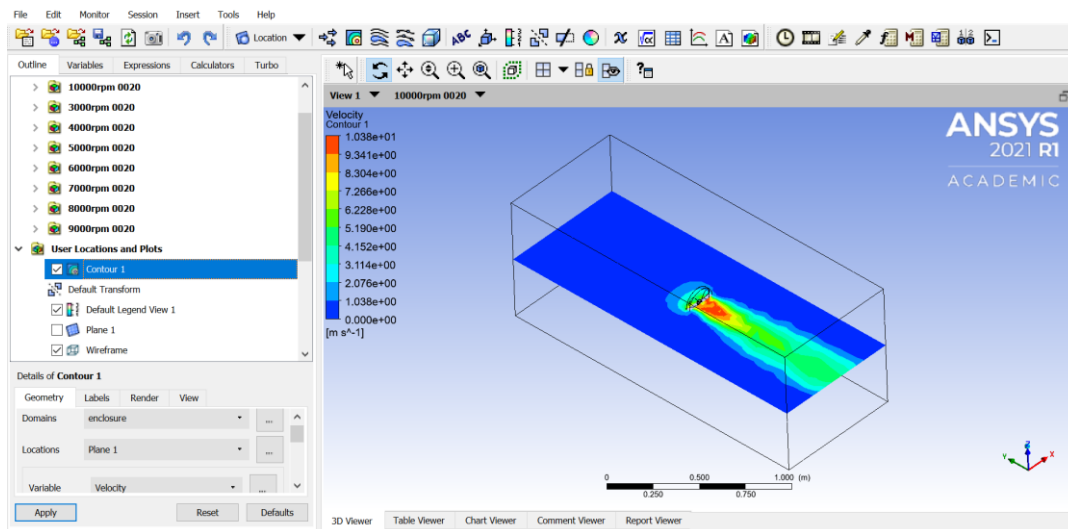 File Edit Monitor Session Insert Tools Help
Location
Outline Variables Expressions Calculators Turbo
10000rpm 0020
3000rpm 0020
4000rpm 0020
5000rpm 0020
6000rpm 0020
7000rpm 0020
8000rpm 0020
9000rpm 0020
User Locations and Plots
Contour 1
Default Transform
Default Legend View 1
Plane 1
Wireframe
Details of Contour 1
Geometry Labels Render View
Domains enclosure ...
Locations Plane 1 ...
Variable Velocity ...
Apply Reset Defaults
View 1 10000rpm 0020
Velocity
Contour 1
1.038e+01
9.341e+00
8.304e+00
7.266e+00
6.228e+00
5.190e+00
4.152e+00
3.114e+00
2.076e+00
1.038e+00
0.000e+00
[m s^-1]
ANSYS
2021 R1
ACADEMIC
Z
Y X
0 0.500 1.000 (m)
0.250 0.750
3D Viewer Table Viewer Chart Viewer Comment Viewer Report Viewer